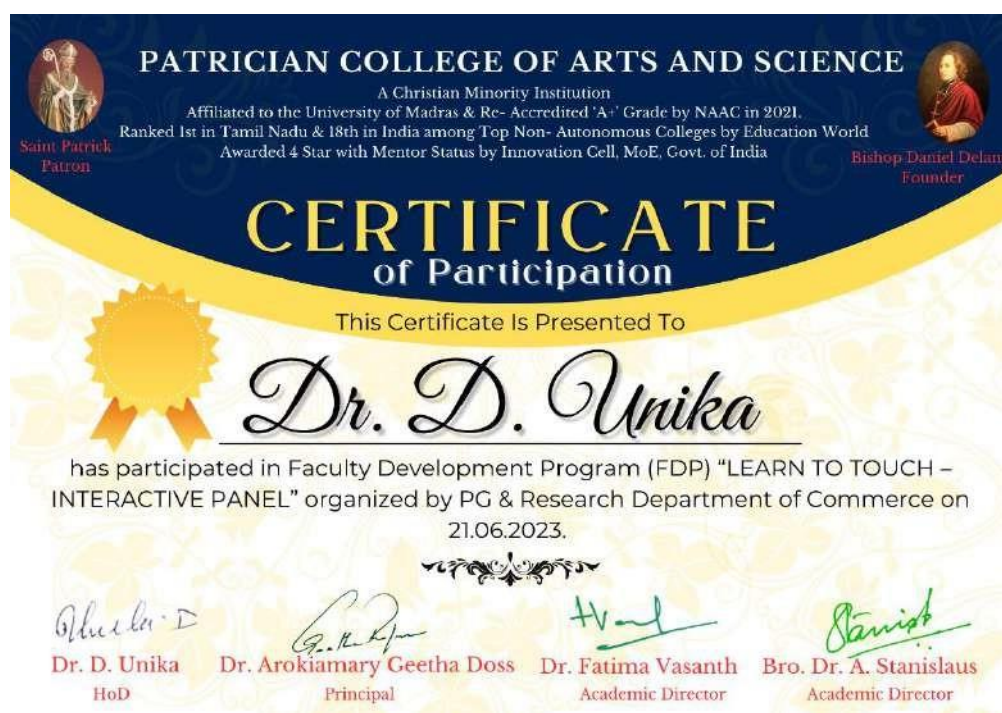 PATRICIAN COLLEGE OF ARTS AND SCIENCE
A Christian Minority Institution
Affiliated to the University of Madras & Re- Accredited 'A+' Grade by NAAC in 2021.
Ranked 1st in Tamil Nadu & 18th in India among Top Non- Autonomous Colleges by Education World
Awarded 4 Star with Mentor Status by Innovation Cell, MoE, Govt. of India
Saint Patrick
Patron
Bishop Daniel Delan
Founder
CERTIFICATE
of Participation
This Certificate Is Presented To
Dr. D. Unika
has participated in Faculty Development Program (FDP) “LEARN TO TOUCH –
INTERACTIVE PANEL” organized by PG & Research Department of Commerce on
21.06.2023.
Dr. D. Unika
HoD
Dr. Arokiamary Geetha Doss
Principal
Dr. Fatima Vasanth
Academic Director
Bro. Dr. A. Stanislaus
Academic Director